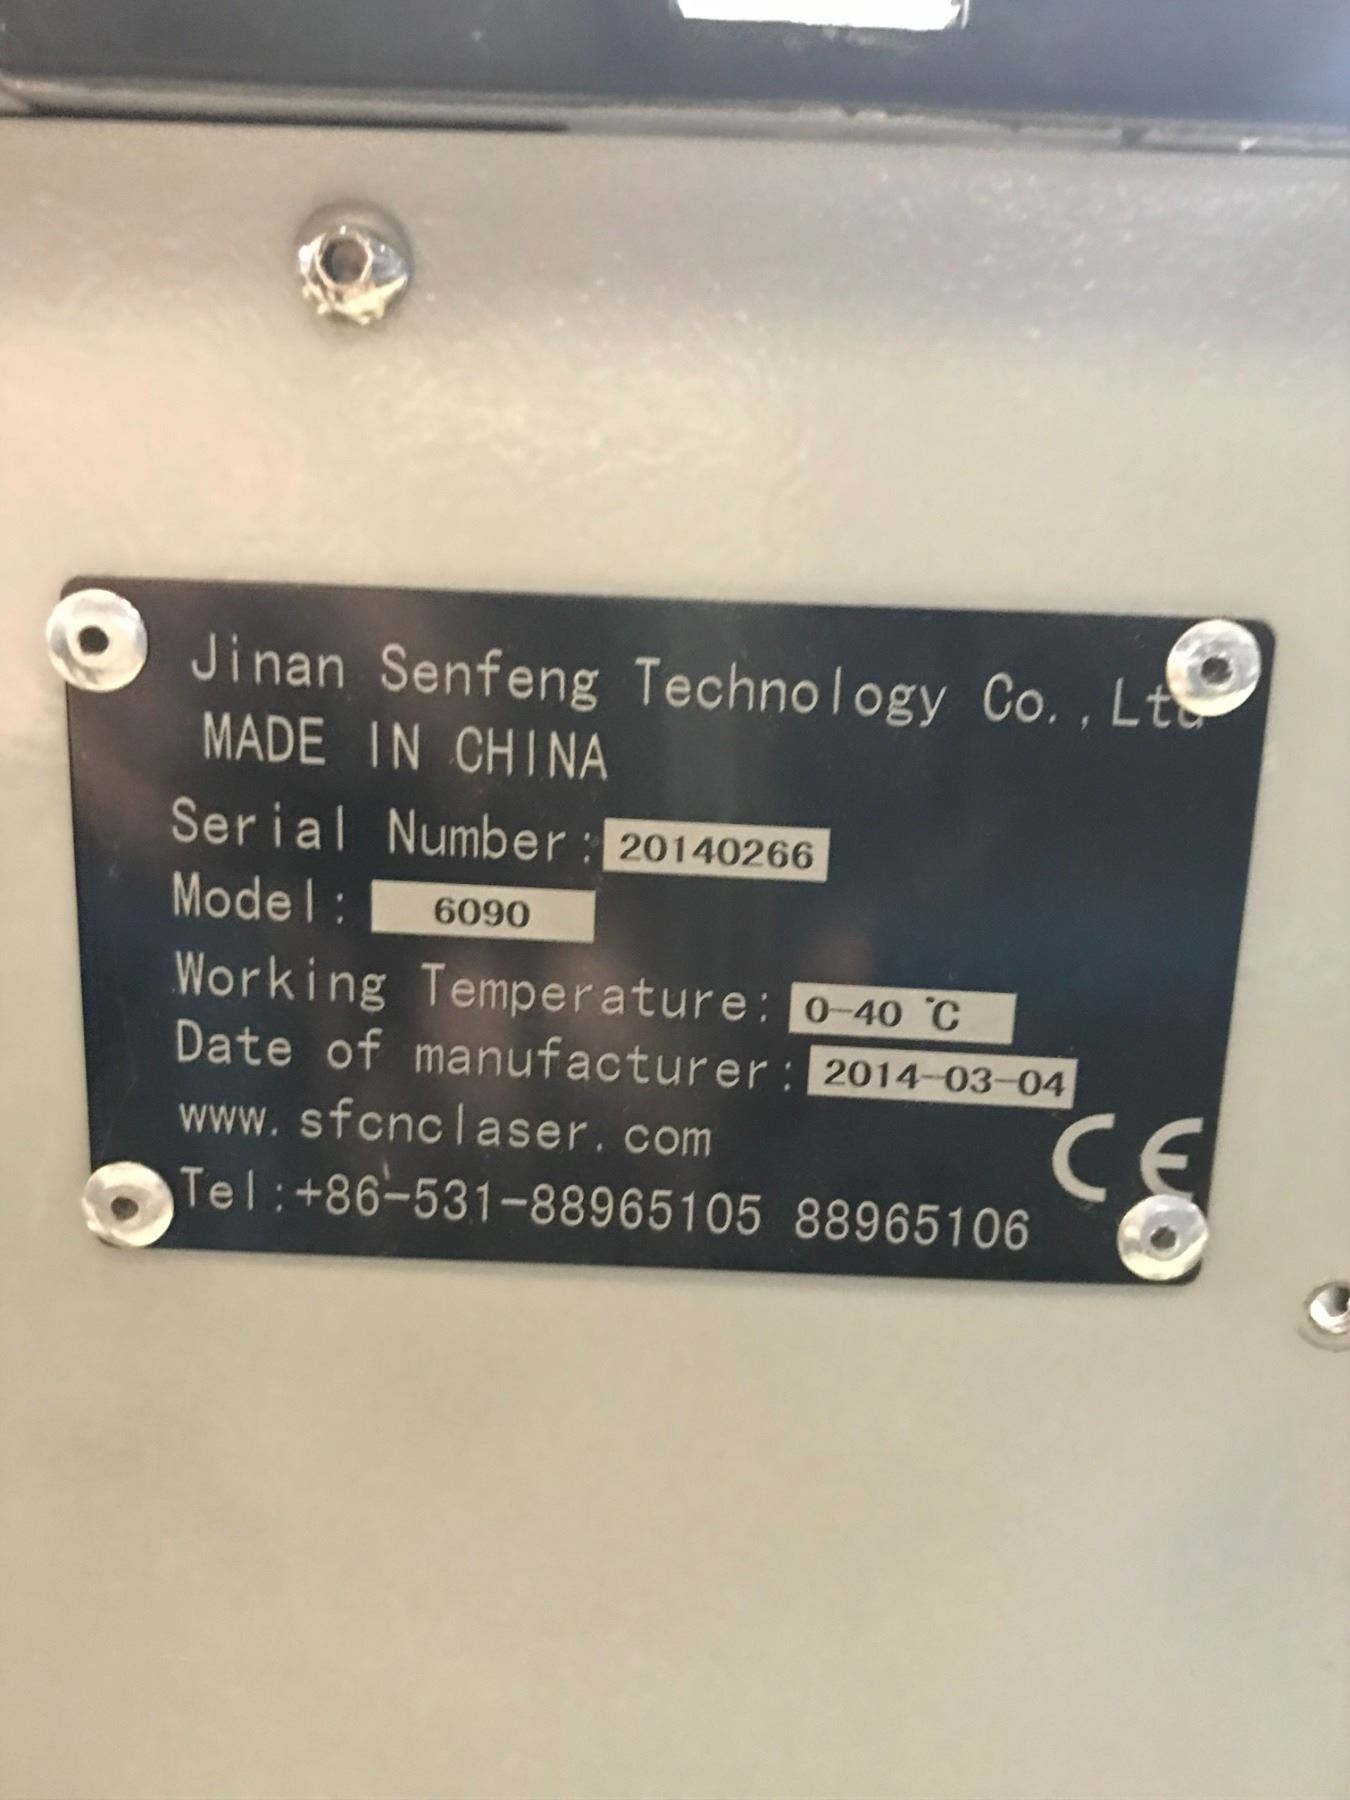 Jinan Senfeng Technology Co.,Ltd
MADE IN CHINA
Serial Number: 20140266
Model: 6090
Working Temperature: 0-40 ℃
Date of manufacturer: 2014-03-04
www.sfcnclaser.com
CE
Tel:+86-531-88965105 88965106